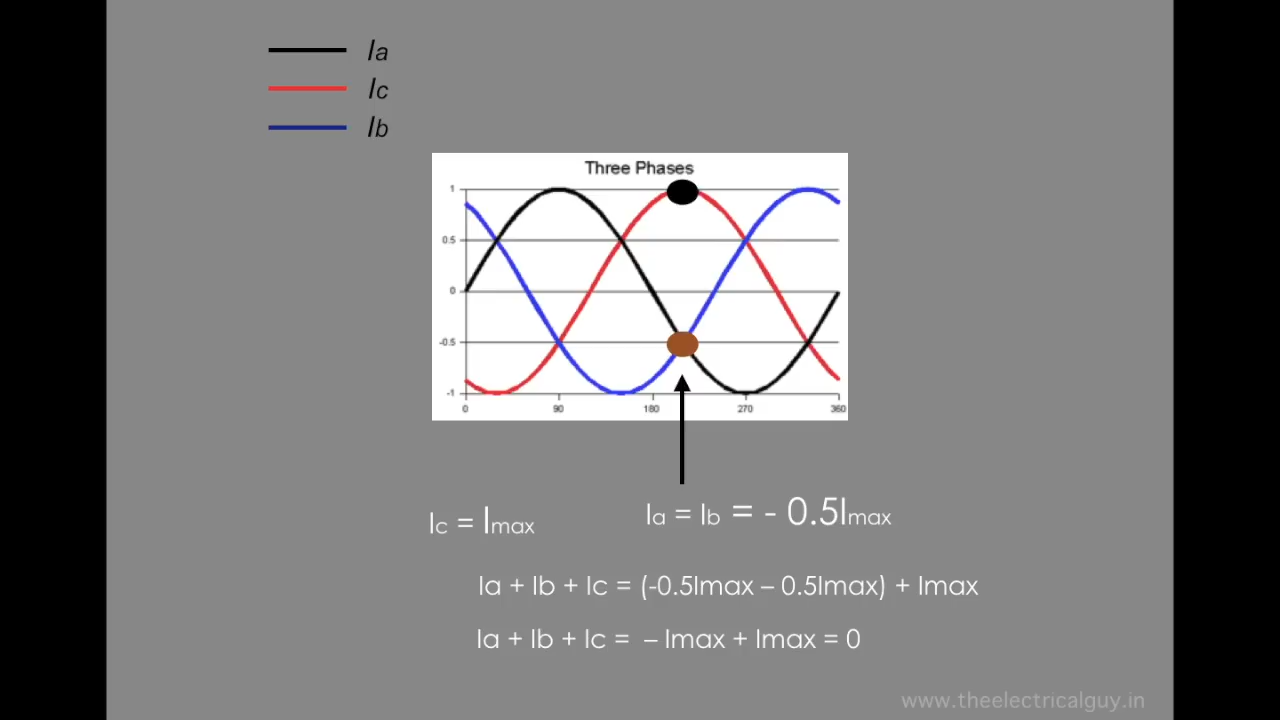 Ia
Ic
Ib
Three Phases
1
0.5
0
-0.5
-1
0 90 180 270 360
Ic = Imax
Ia = Ib = - 0.5Imax
Ia + Ib + Ic = (-0.5Imax – 0.5Imax) + Imax
Ia + Ib + Ic = – Imax + Imax = 0
www.theelectricalguy.in